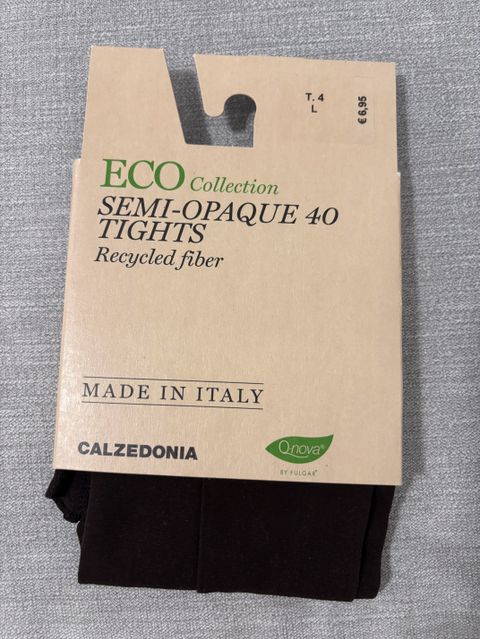 T. 4
L
€ 6,95
ECO Collection
SEMI-OPAQUE 40
TIGHTS
Recycled fiber
MADE IN ITALY
CALZEDONIA
Q-nova®
BY FULGAR®